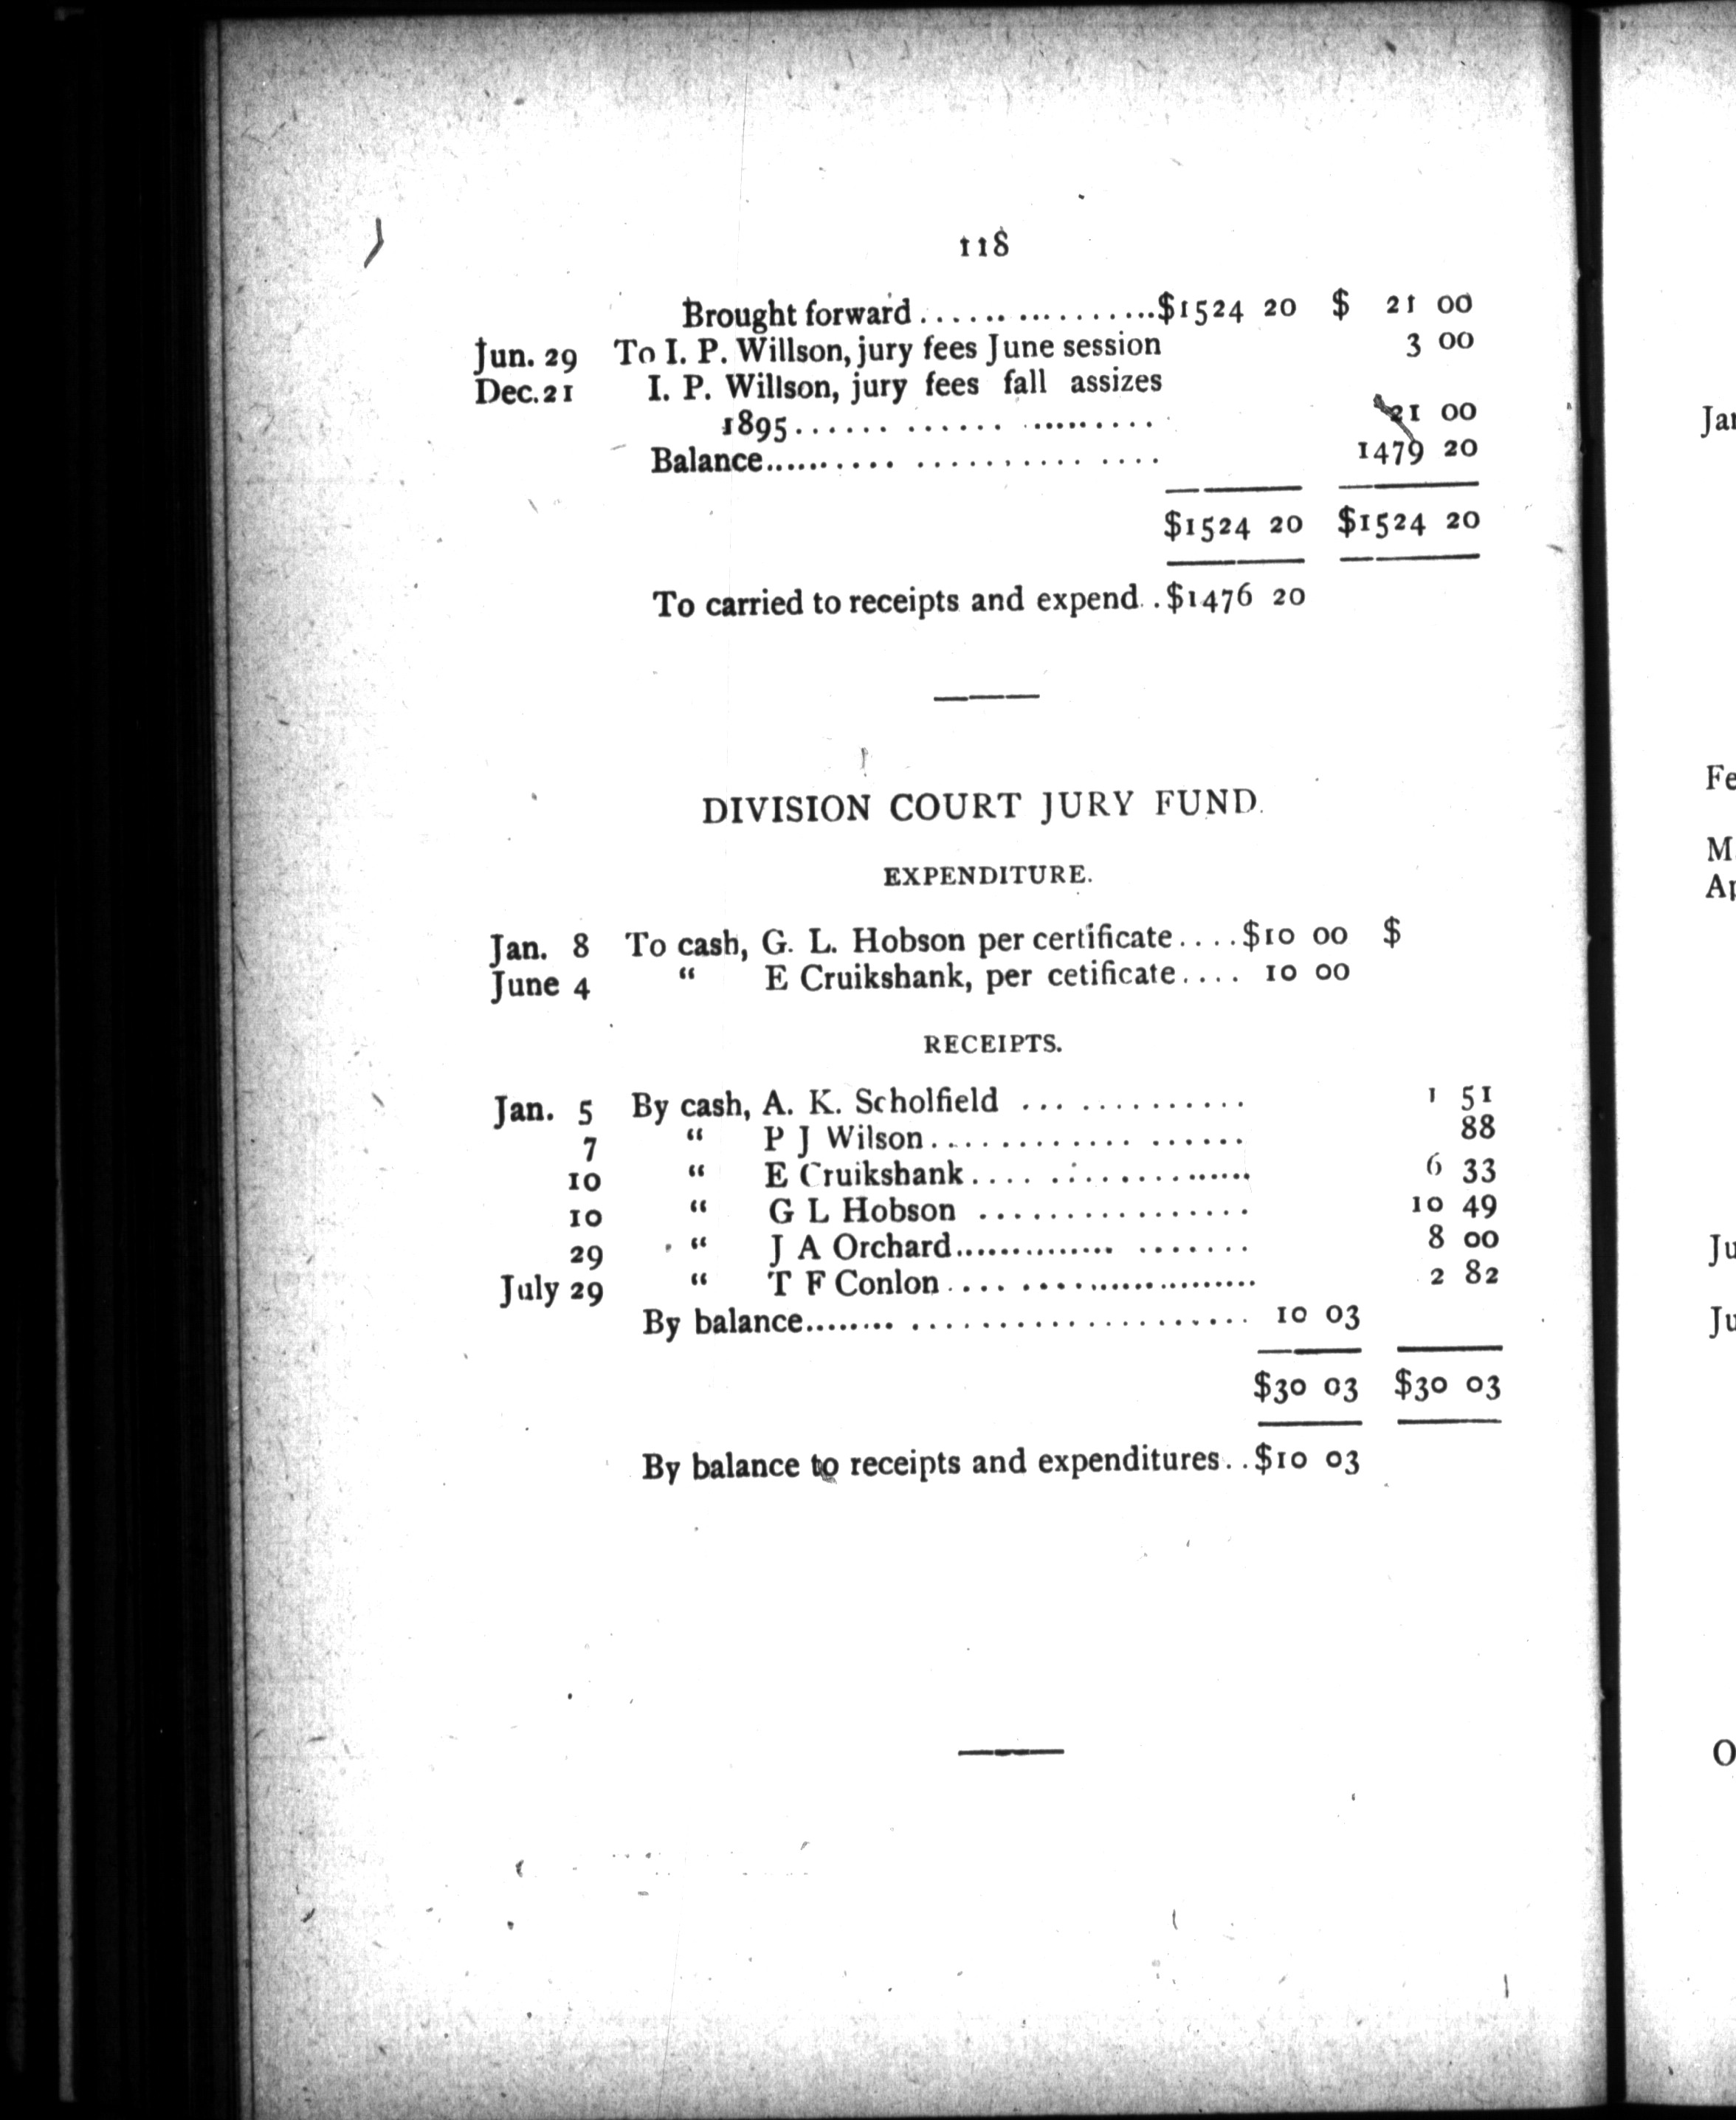 118
Brought forward ..................$1524 20 $ 21 00
Jun. 29 To I. P. Willson, jury fees June session 3 00
Dec. 21 I. P. Willson, jury fees fall assizes
1895...... ...... ......... 21 00
Balance.......... .......... .... 1479 20
$1524 20 $1524 20
To carried to receipts and expend. .$1476 20
DIVISION COURT JURY FUND.
EXPENDITURE.
Jan. 8 To cash, G. L. Hobson per certificate....$10 00 $
June 4 “ E Cruikshank, per cetificate.... 10 00
RECEIPTS.
Jan. 5 By cash, A. K. Scholfield ... ........... 1 51
7 “ P J Wilson............ ...... 88
10 “ E Cruikshank.... ............. 6 33
10 “ G L Hobson ................ 10 49
29 “ J A Orchard............... ....... 8 00
July 29 “ T F Conlon.... .................. 2 82
By balance........ ................... 10 03
$30 03 $30 03
By balance to receipts and expenditures..$10 03
Jan
Fe
M
Ap
Ju
Ju
O